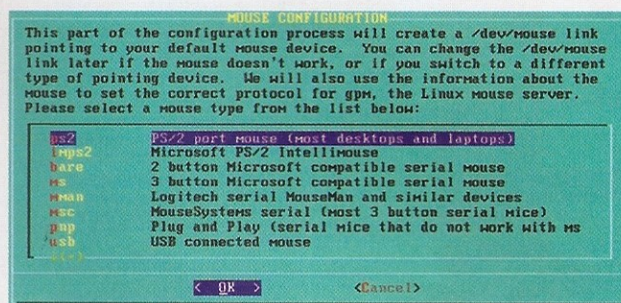 MOUSE CONFIGURATION
This part of the configuration process will create a /dev/mouse link
pointing to your default mouse device. You can change the /dev/mouse
link later if the mouse doesn't work, or if you switch to a different
type of pointing device. We will also use the information about the
mouse to set the correct protocol for gpm, the Linux mouse server.
Please select a mouse type from the list below:
ps2 PS/2 port mouse (most desktops and laptops)
imps2 Microsoft PS/2 Intellimouse
bare 2 button Microsoft compatible serial mouse
ms 3 button Microsoft compatible serial mouse
mman Logitech serial MouseMan and similar devices
msc MouseSystems serial (most 3 button serial mice)
pnp Plug and Play (serial mice that do not work with ms
usb USB connected mouse
v(+)
< OK > <Cancel>